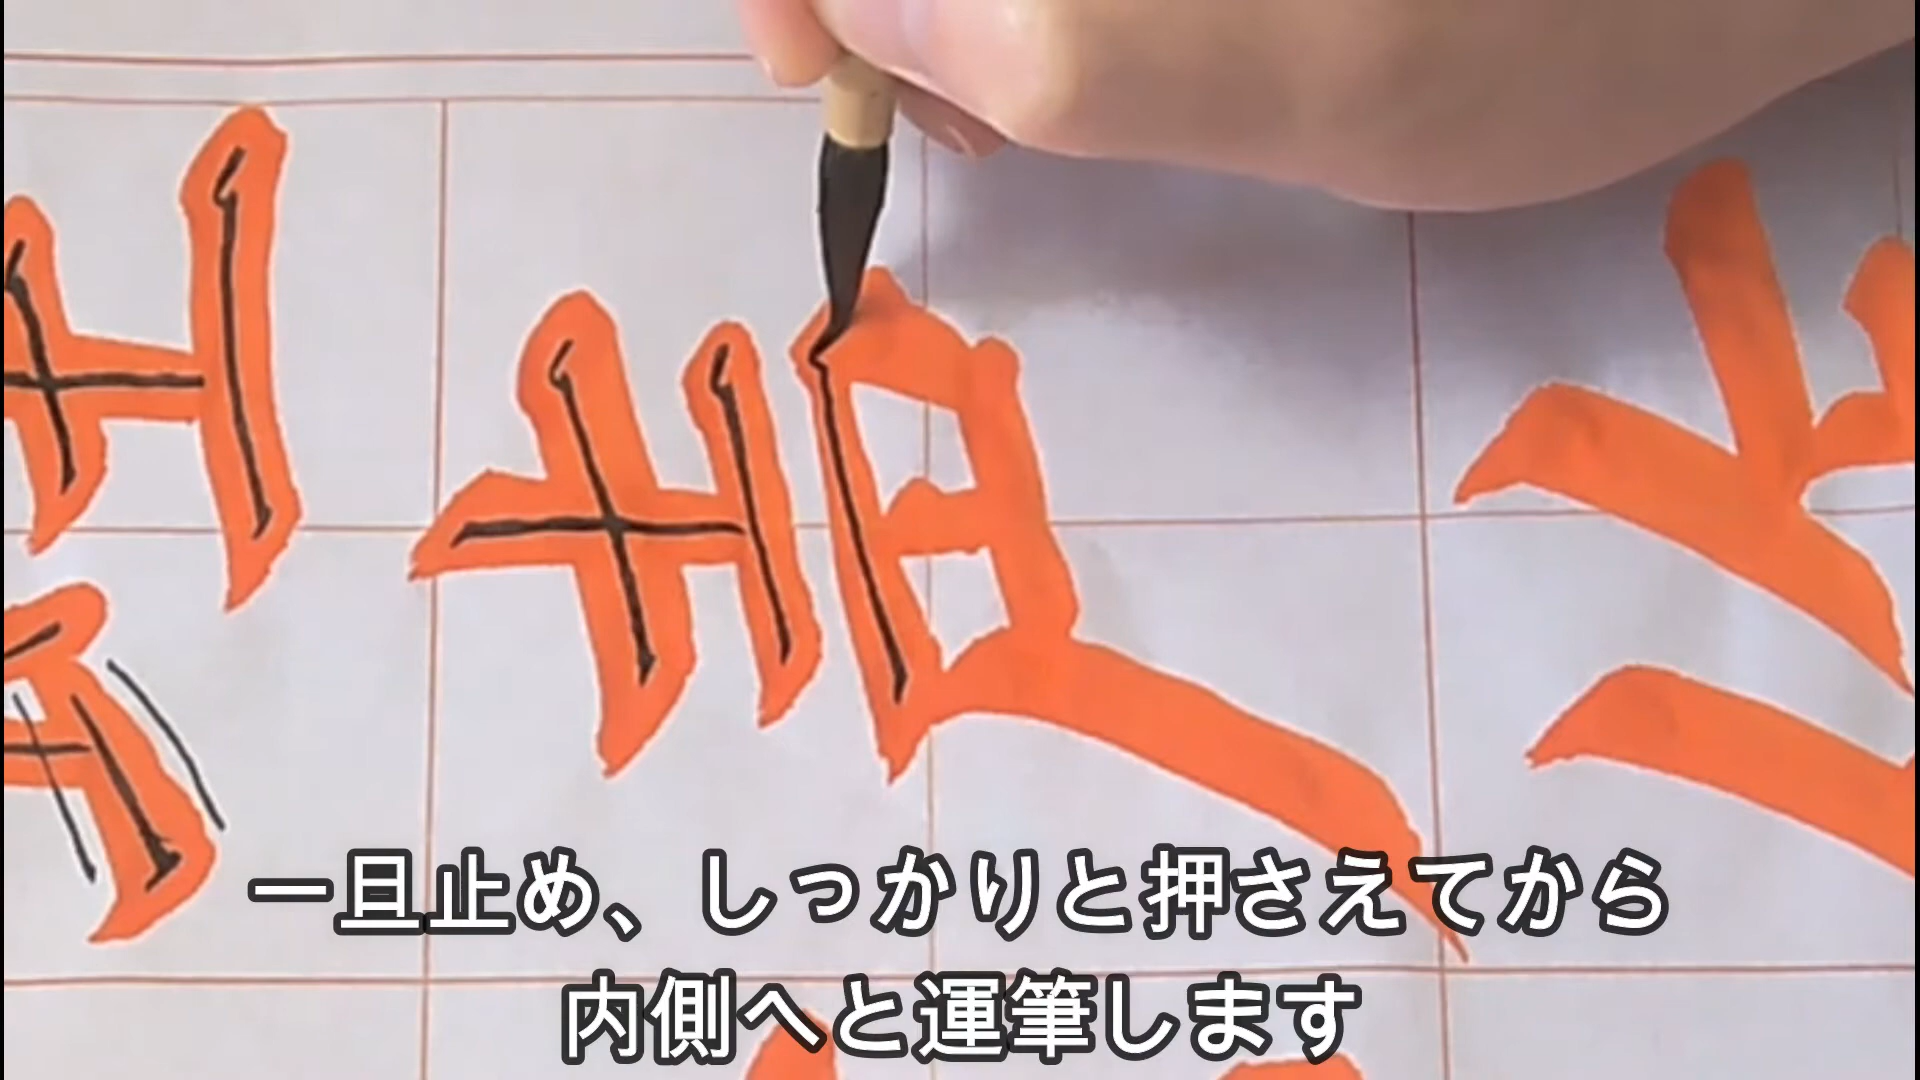 声
一旦止め、しっかりと押さえてから
内側へと運筆します